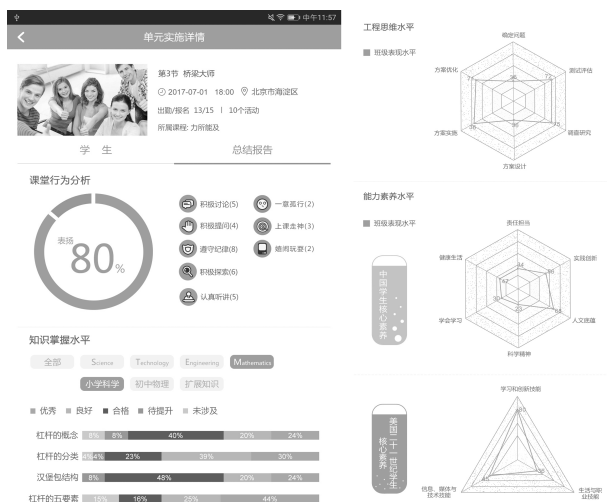 中午11:57
单元实施详情
第3节 桥梁大师
2017-07-01 18:00 北京市海淀区
出勤/报名 13/15 | 10个活动
所属课程: 力所能及
学 生
总结报告
课堂行为分析
表扬
80%
积极讨论(5)
一意孤行(2)
积极提问(4)
上课走神(3)
遵守纪律(8)
嬉闹玩耍(2)
积极探索(6)
认真听讲(5)
知识掌握水平
全部 Science Technology Engineering Mathematics
小学科学 初中物理 扩展知识
优秀 良好 合格 待提升 未涉及
杠杆的概念 8% 8% 40% 20% 24%
杠杆的分类 4% 4% 23% 39% 30%
汉堡包结构 8% 48% 20% 24%
杠杆的五要素 15% 16% 25% 44%
工程思维水平
班级表现水平
确定问题
方案优化
测试评估
方案实施
调查研究
方案设计
能力素养水平
班级表现水平
中国学生核心素养
责任担当
健康生活
实践创新
学会学习
人文底蕴
科学精神
美国二十一世纪学生
核心素养
学习和创新技能
80
信息、媒体与
技术技能
生活与职
业技能